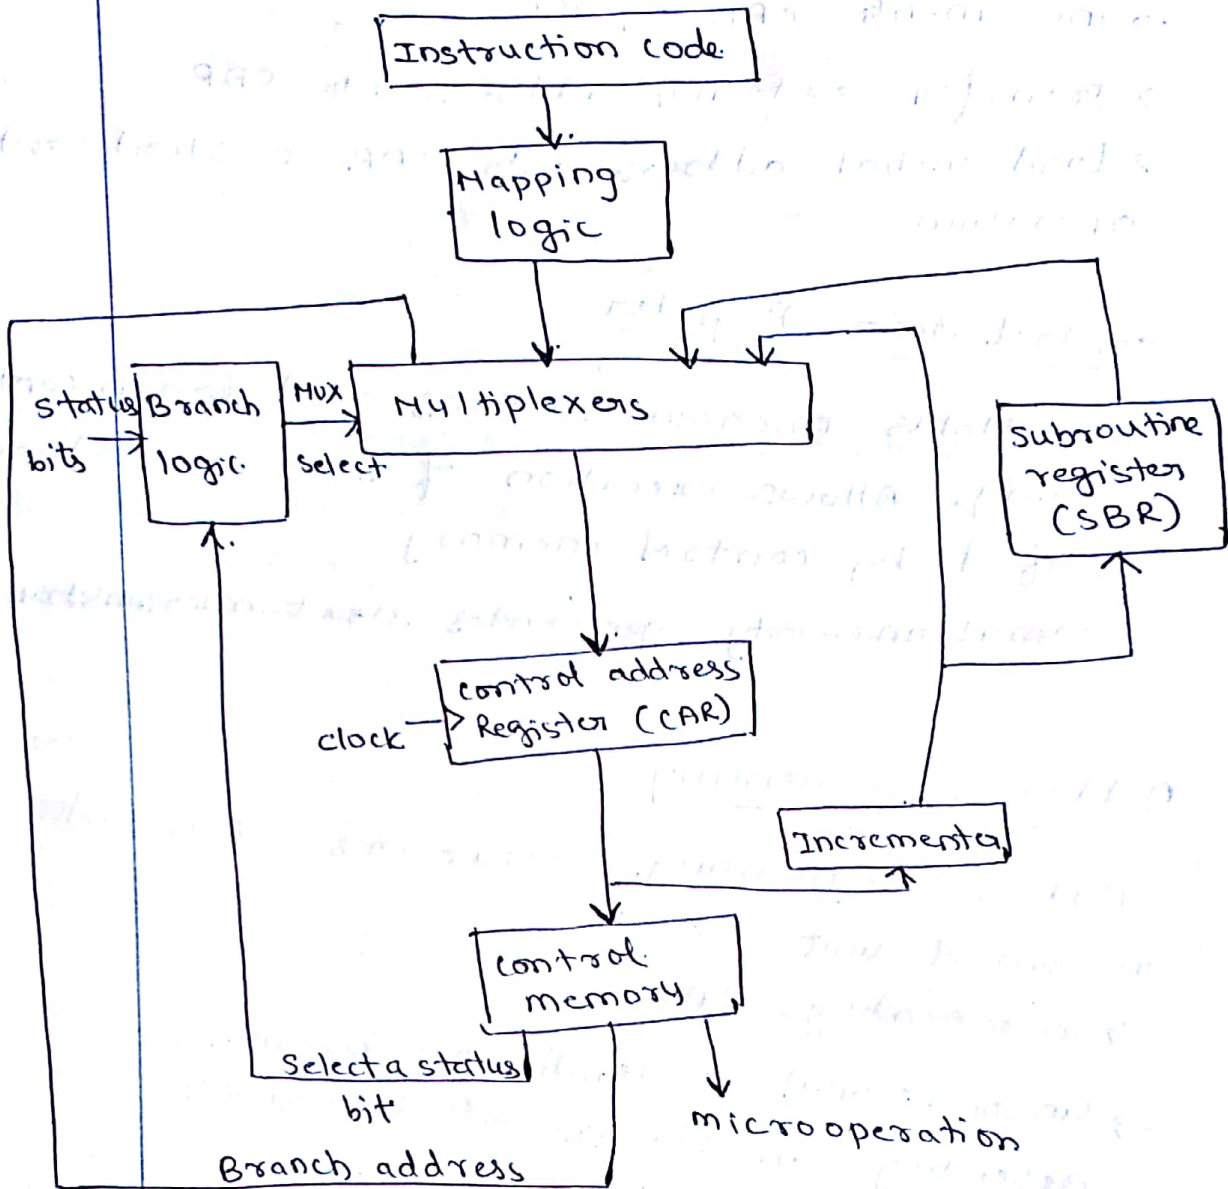 Instruction code.
Mapping
logic
Status
bits
Branch
logic.
MUX
select
Multiplexers
subroutine
register
(SBR)
control address
Register (CAR)
clock
Incrementer
control
memory
Select a status
bit
microoperation
Branch address